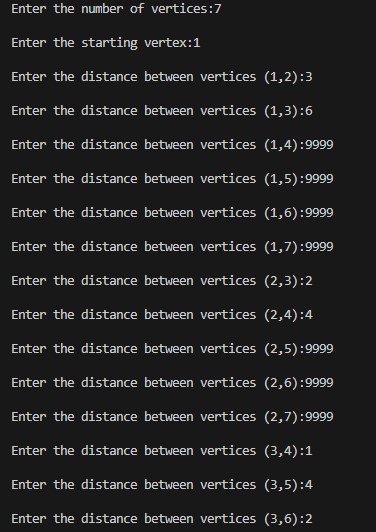 Enter the number of vertices:7
Enter the starting vertex:1
Enter the distance between vertices (1,2):3
Enter the distance between vertices (1,3):6
Enter the distance between vertices (1,4):9999
Enter the distance between vertices (1,5):9999
Enter the distance between vertices (1,6):9999
Enter the distance between vertices (1,7):9999
Enter the distance between vertices (2,3):2
Enter the distance between vertices (2,4):4
Enter the distance between vertices (2,5):9999
Enter the distance between vertices (2,6):9999
Enter the distance between vertices (2,7):9999
Enter the distance between vertices (3,4):1
Enter the distance between vertices (3,5):4
Enter the distance between vertices (3,6):2